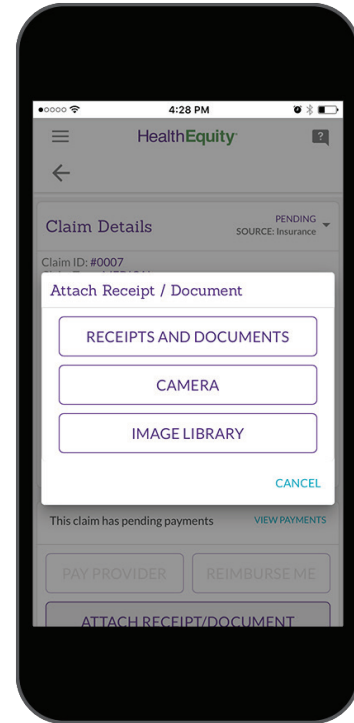 4:28 PM
HealthEquity
?
Claim Details
PENDING
SOURCE: Insurance
Claim ID: #0007
Attach Receipt / Document
RECEIPTS AND DOCUMENTS
CAMERA
IMAGE LIBRARY
CANCEL
This claim has pending payments VIEW PAYMENTS
PAY PROVIDER REIMBURSE ME
ATTACH RECEIPT/DOCUMENT